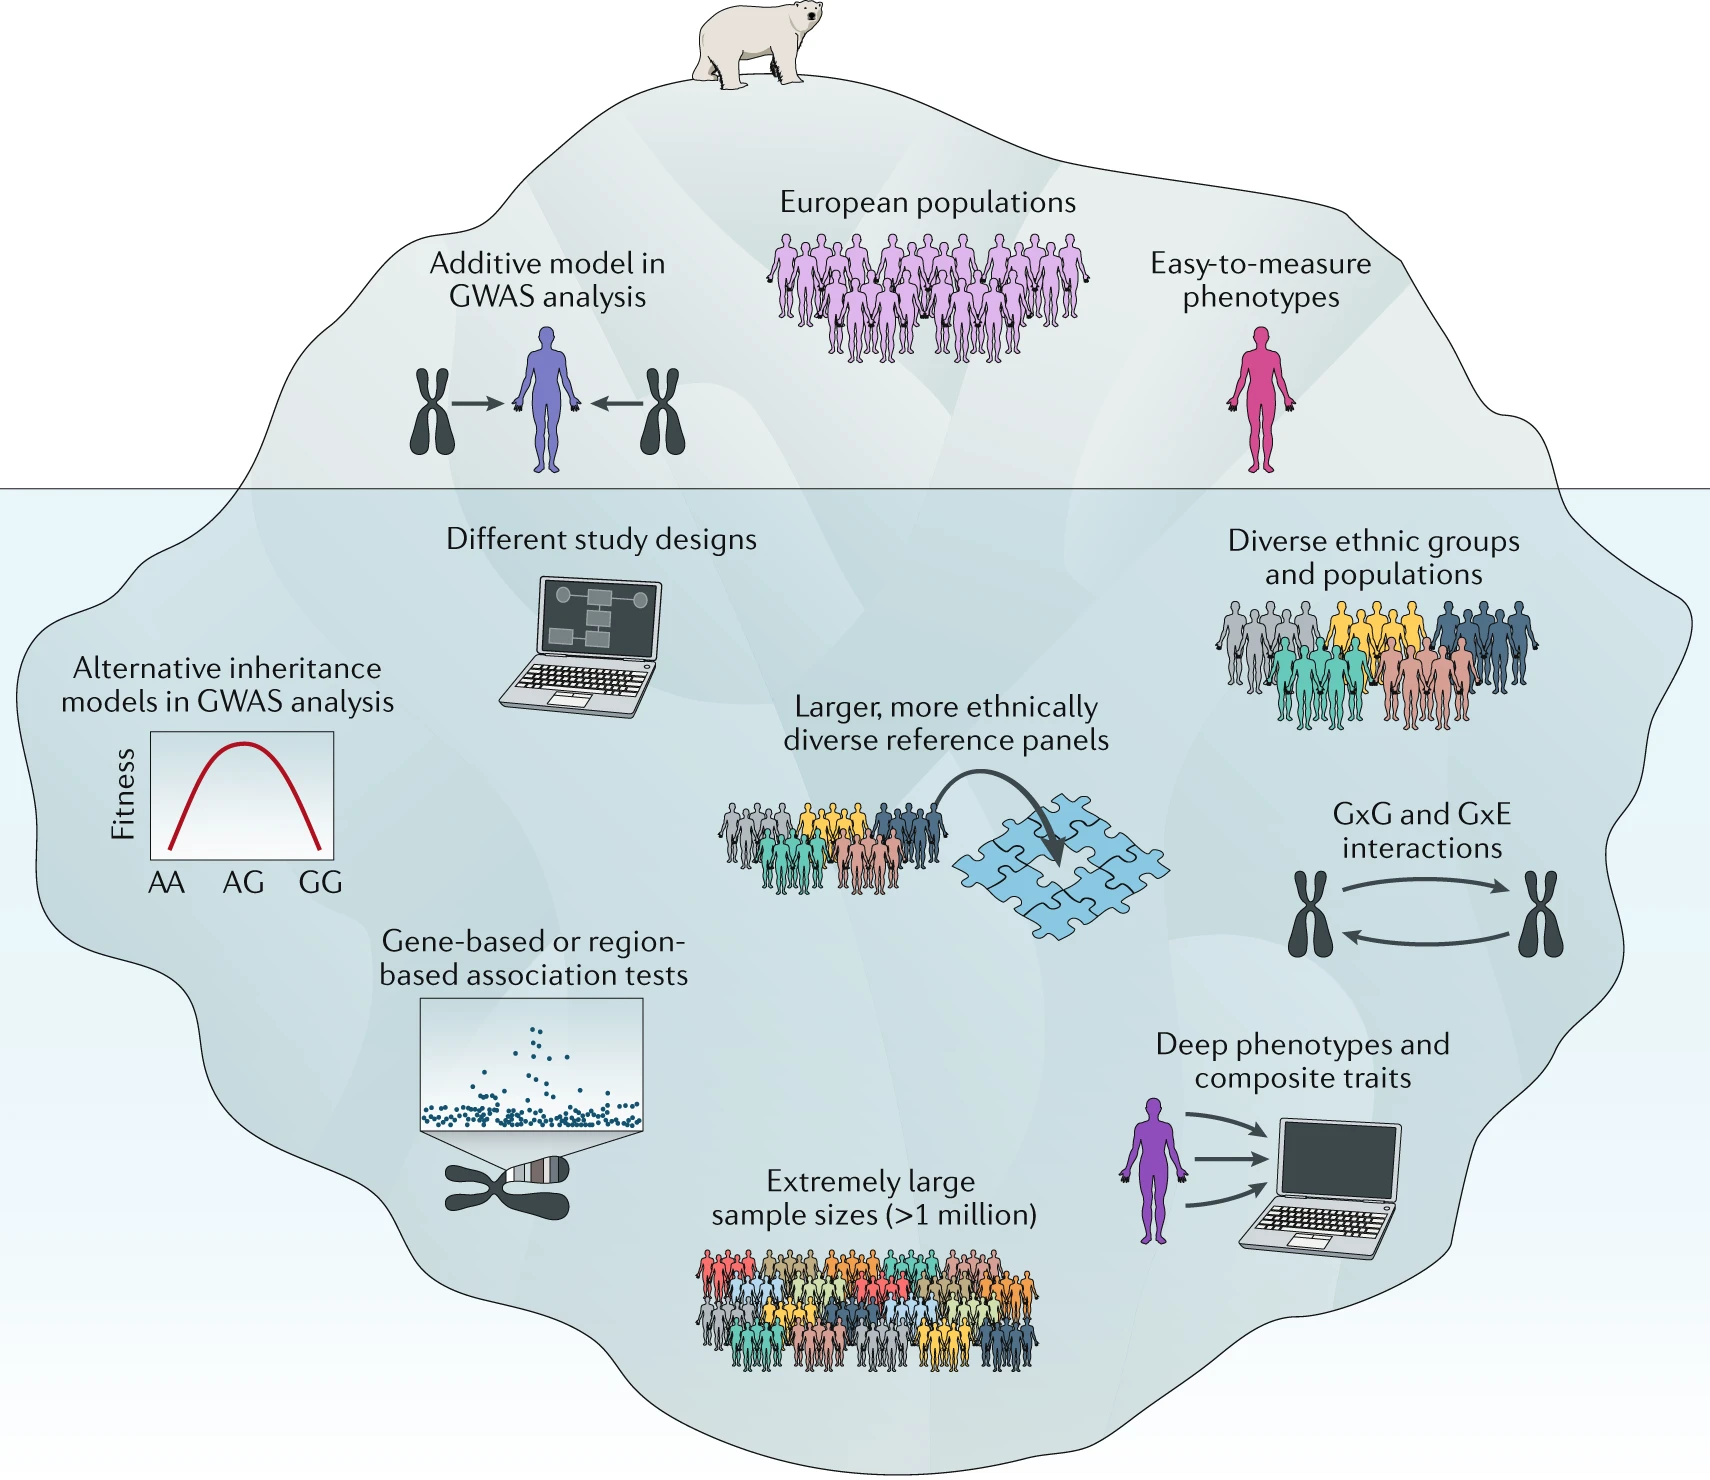 European populations
Additive model in
GWAS analysis
Easy-to-measure
phenotypes
Different study designs
Diverse ethnic groups
and populations
Alternative inheritance
models in GWAS analysis
Fitness
AA AG GG
Larger, more ethnically
diverse reference panels
GxG and GxE
interactions
Gene-based or region-
based association tests
Deep phenotypes and
composite traits
Extremely large
sample sizes (>1 million)